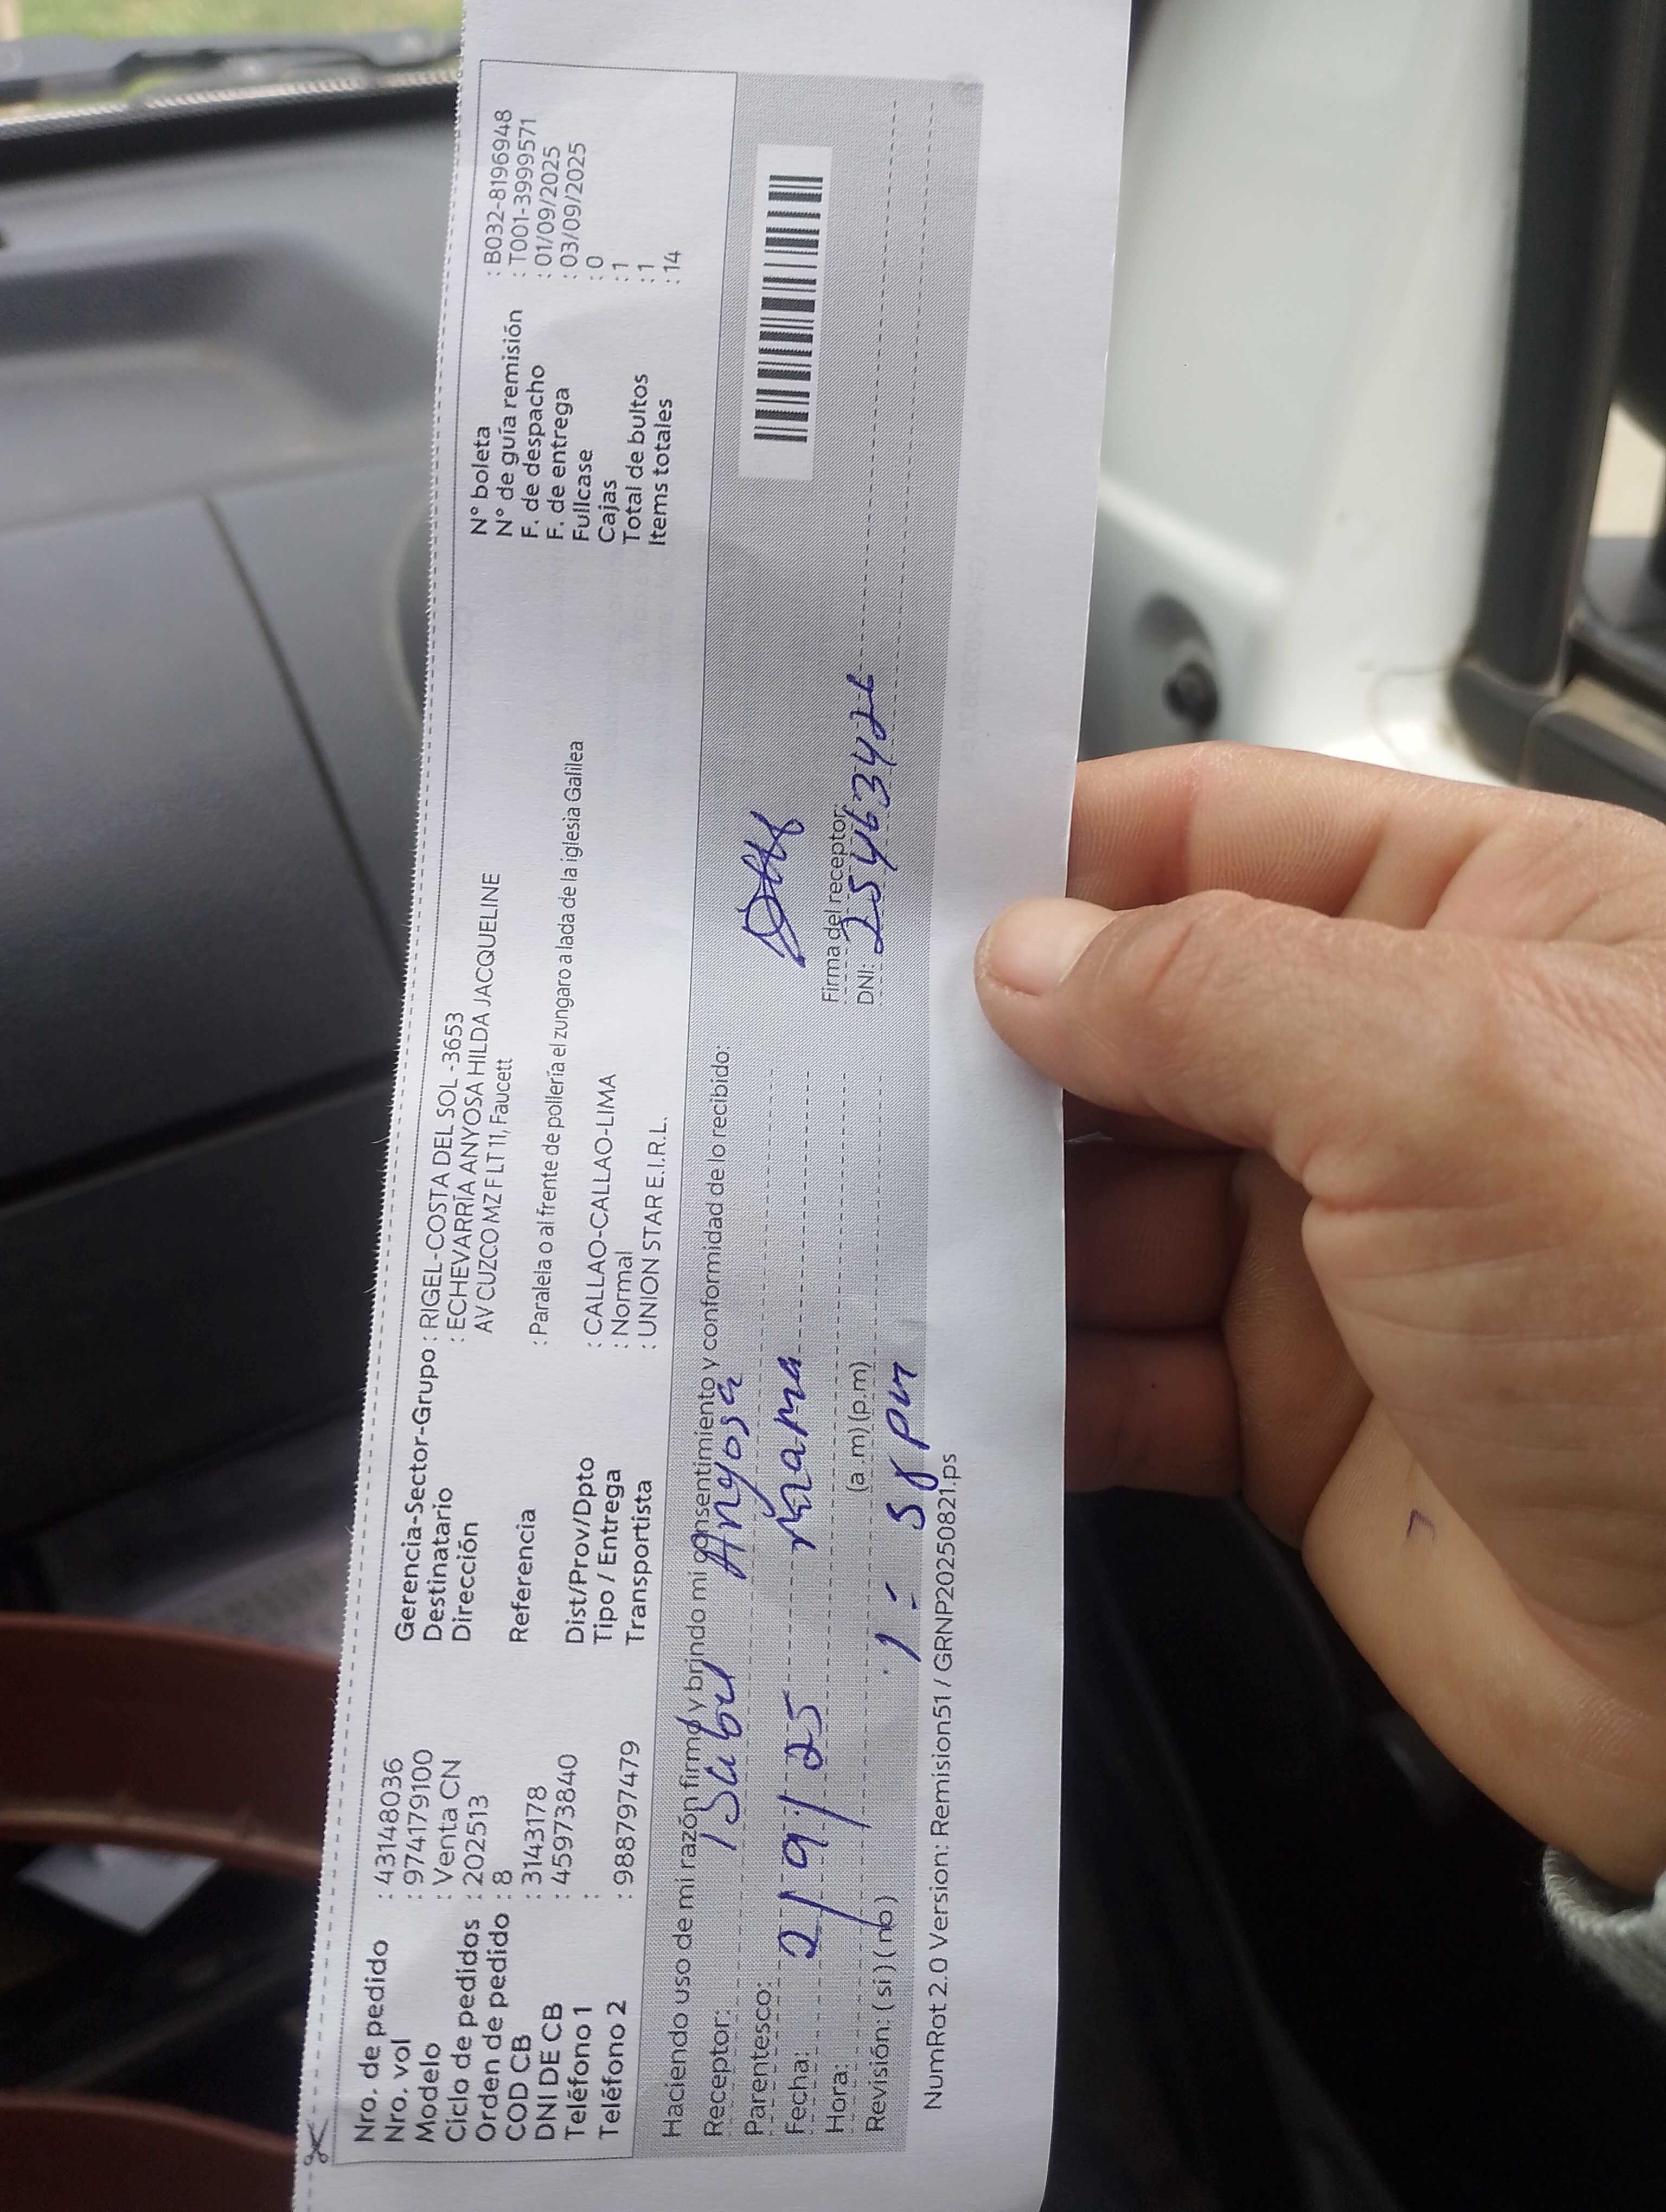 Nro. de pedido : 43148036
Nro. vol : 974179100
Modelo : Venta CN
Ciclo de pedidos : 202513
Orden de pedido : 8
COD CB : 3143178
DNI DE CB : 45973840
Teléfono 1 :
Teléfono 2 : 988797479
Gerencia-Sector-Grupo : RIGEL-COSTA DEL SOL -3653
Destinatario : ECHEVARRÍA ANYOSA HILDA JACQUELINE
Dirección AV CUZCO MZ F LT 11, Faucett
Referencia : Paralela o al frente de pollería el zungaro a lada de la iglesia Galilea
Dist/Prov/Dpto : CALLAO-CALLAO-LIMA
Tipo / Entrega : Normal
Transportista : UNION STAR E.I.R.L.
N° boleta : B032-8196948
N° de guía remisión : T001-3999571
F. de despacho : 01/09/2025
F. de entrega : 03/09/2025
Fullcase : 0
Cajas : 1
Total de bultos : 1
Items totales : 14
Haciendo uso de mi razón firmo y brindo mi consentimiento y conformidad de lo recibido:
Receptor: Anyosa
Parentesco: mama
Fecha: 2/9/25
Hora: (a.m)(p.m) 1:58 pm
Revisión: ( si ) ( no )
Firma del receptor:
DNI: 25463426
NumRot 2.0 Version: Remision51 / GRNP20250821.ps